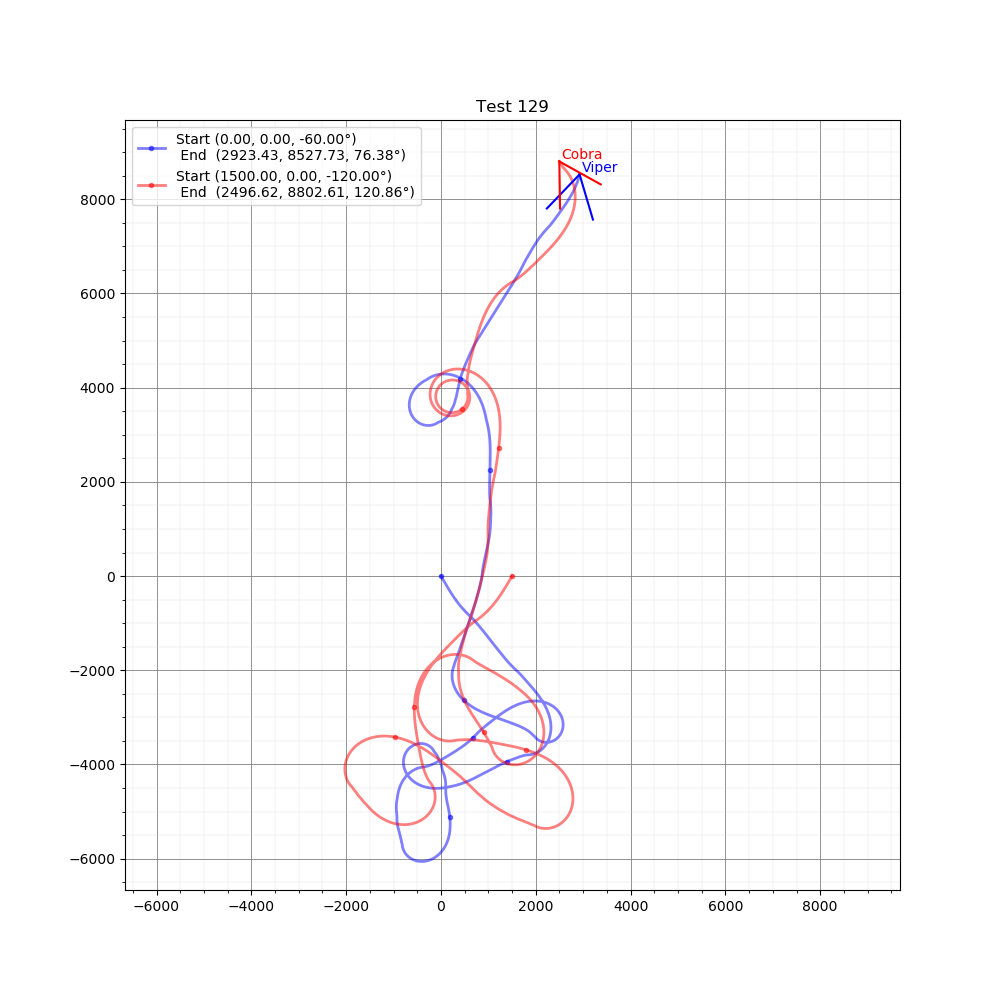 Test 129
Start (0.00, 0.00, -60.00°)
End  (2923.43, 8527.73, 76.38°)
Start (1500.00, 0.00, -120.00°)
End  (2496.62, 8802.61, 120.86°)
Cobra
Viper
8000
6000
4000
2000
0
−2000
−4000
−6000
−6000 −4000 −2000 0 2000 4000 6000 8000